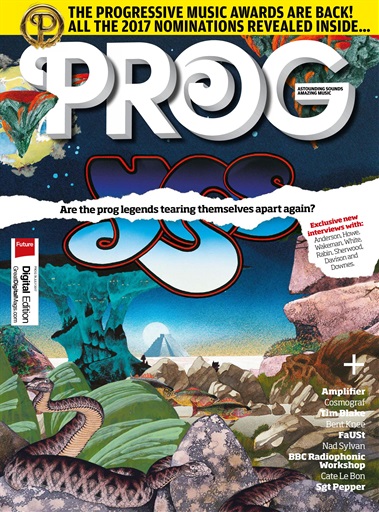 THE PROGRESSIVE MUSIC AWARDS ARE BACK!
ALL THE 2017 NOMINATIONS REVEALED INSIDE...
P
PROG
ASTOUNDING SOUNDS
AMAZING MUSIC
YES
Are the prog legends tearing themselves apart again?
Exclusive new
interviews with:
Anderson, Howe,
Wakeman, White,
Rabin, Sherwood,
Davison and
Downes.
Future
Digital Edition
GreatDigitalMags.com
+
Amplifier
Cosmograf
Tim Blake
Bent Knee
FaUSt
Nad Sylvan
BBC Radiophonic
Workshop
Cate Le Bon
Sgt Pepper